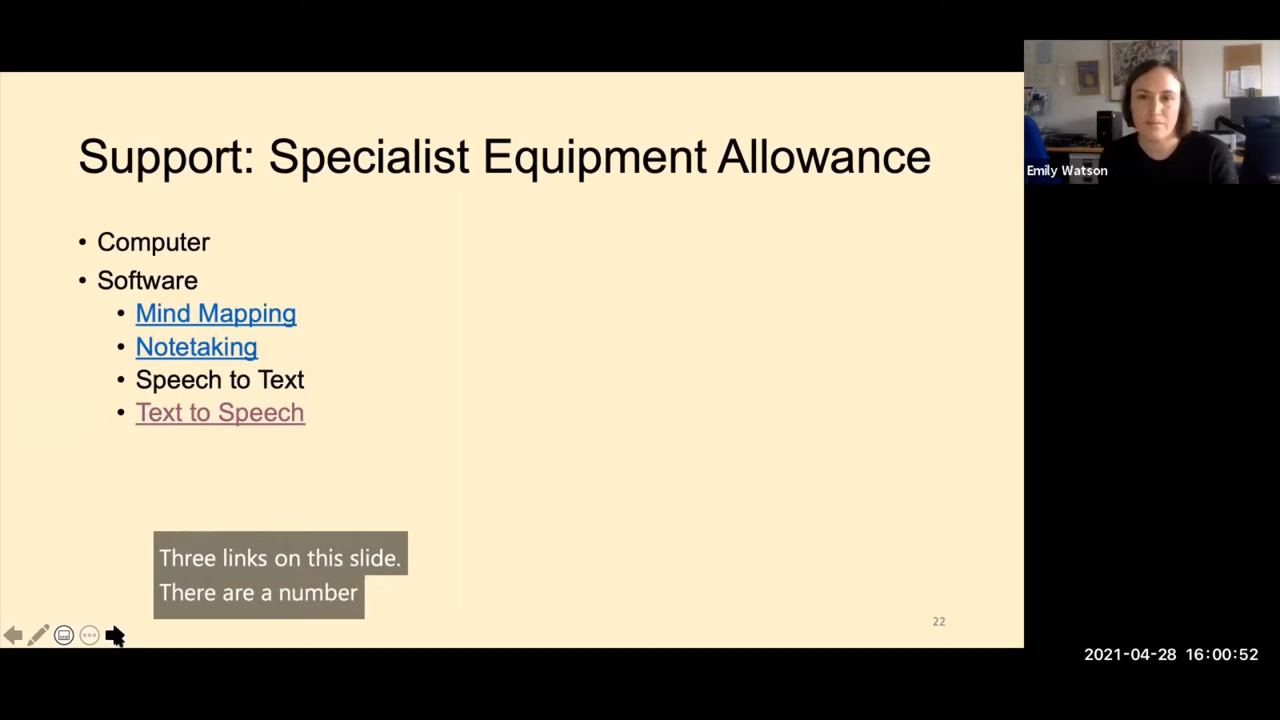 Support: Specialist Equipment Allowance
• Computer
• Software
• Mind Mapping
• Notetaking
• Speech to Text
• Text to Speech
Three links on this slide.
There are a number
22
Emily Watson
2021-04-28 16:00:52